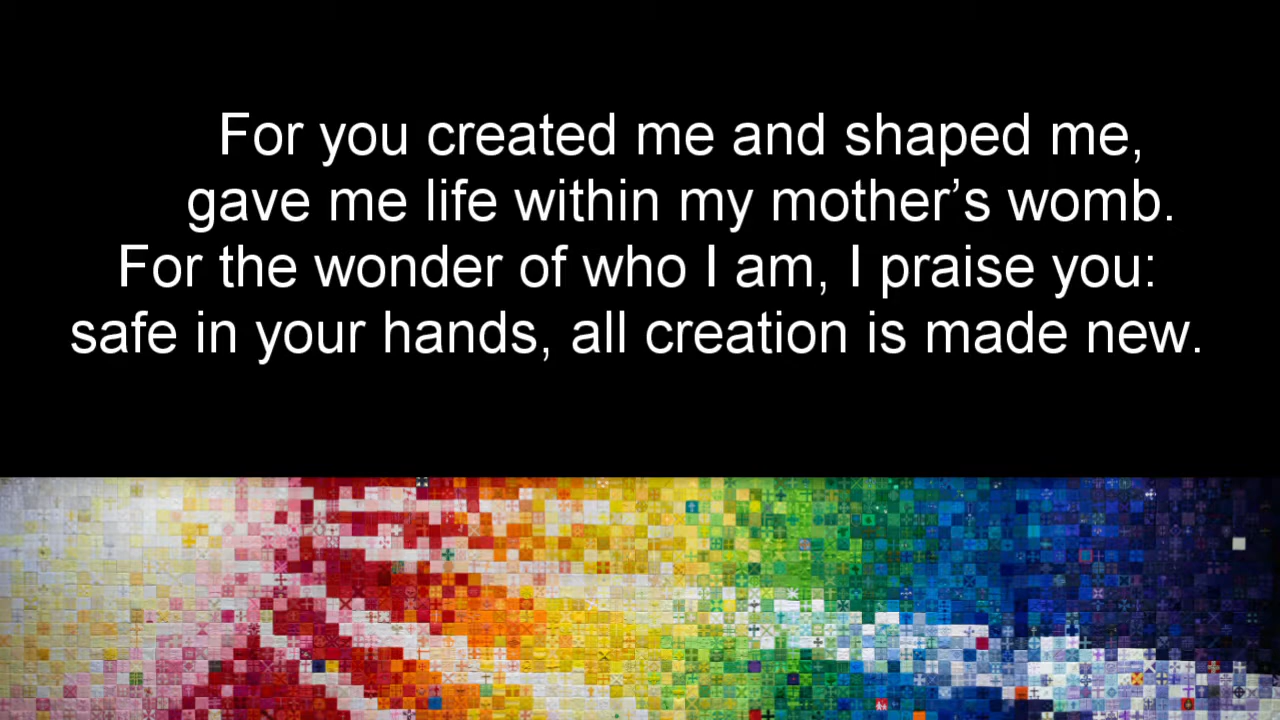 For you created me and shaped me,
gave me life within my mother’s womb.
For the wonder of who I am, I praise you:
safe in your hands, all creation is made new.